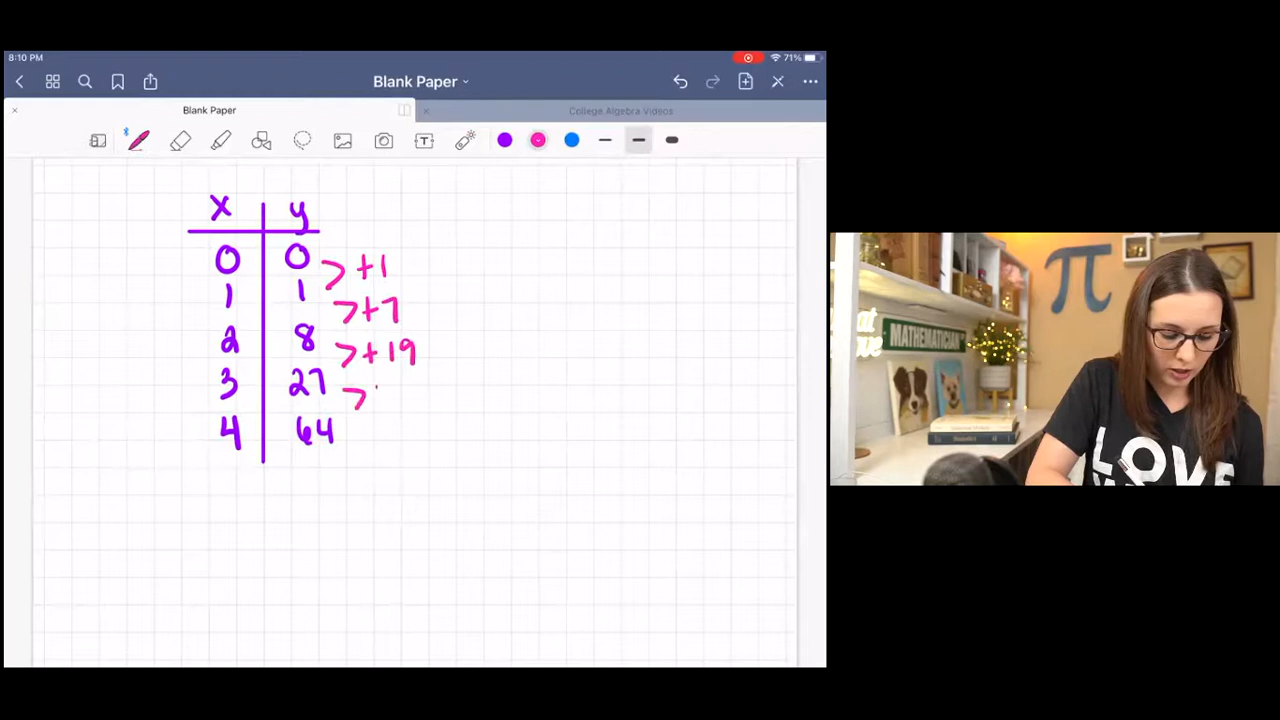 8:10 PM
71%
Blank Paper
Blank Paper
College Algebra Videos
T
x y
0 0
>+1
1 1
>+7
2 8
>+19
3 27
>
4 64
π
MATHEMATICIAN
LOVE